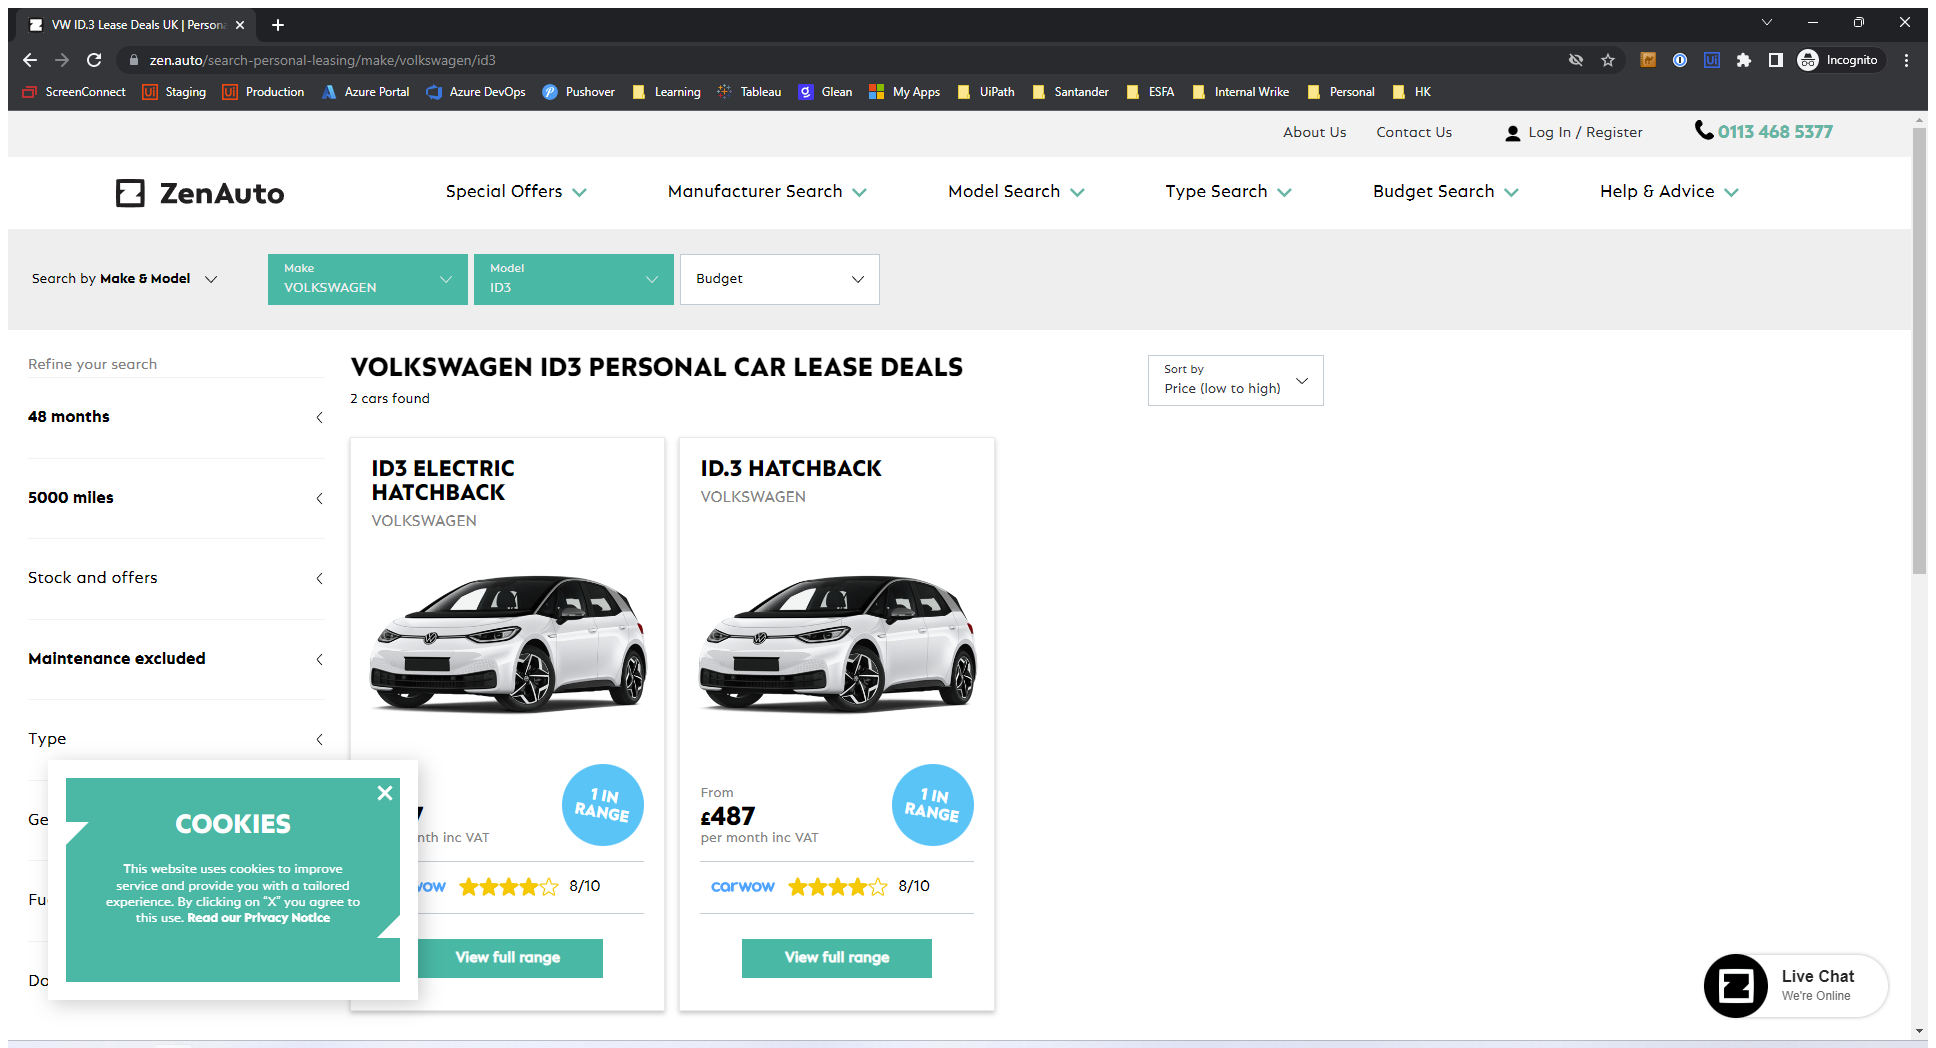 VW ID.3 Lease Deals UK | Person
zen.auto/search-personal-leasing/make/volkswagen/id3
Incognito
ScreenConnect Staging Production Azure Portal Azure DevOps Pushover Learning Tableau Glean My Apps UiPath Santander ESFA Internal Wrike Personal HK
About Us Contact Us Log In / Register 0113 468 5377
ZenAuto Special Offers Manufacturer Search Model Search Type Search Budget Search Help & Advice
Search by Make & Model
Make
VOLKSWAGEN
Model
ID3
Budget
Refine your search
48 months
5000 miles
Stock and offers
Maintenance excluded
Type
Ge
Fu
Do
VOLKSWAGEN ID3 PERSONAL CAR LEASE DEALS
2 cars found
Sort by
Price (low to high)
ID3 ELECTRIC
HATCHBACK
VOLKSWAGEN
1 IN
RANGE
7
nth inc VAT
wow 8/10
View full range
ID.3 HATCHBACK
VOLKSWAGEN
1 IN
RANGE
From
£487
per month inc VAT
carwow 8/10
View full range
COOKIES
This website uses cookies to improve
service and provide you with a tailored
experience. By clicking on "X" you agree to
this use. Read our Privacy Notice
Live Chat
We're Online